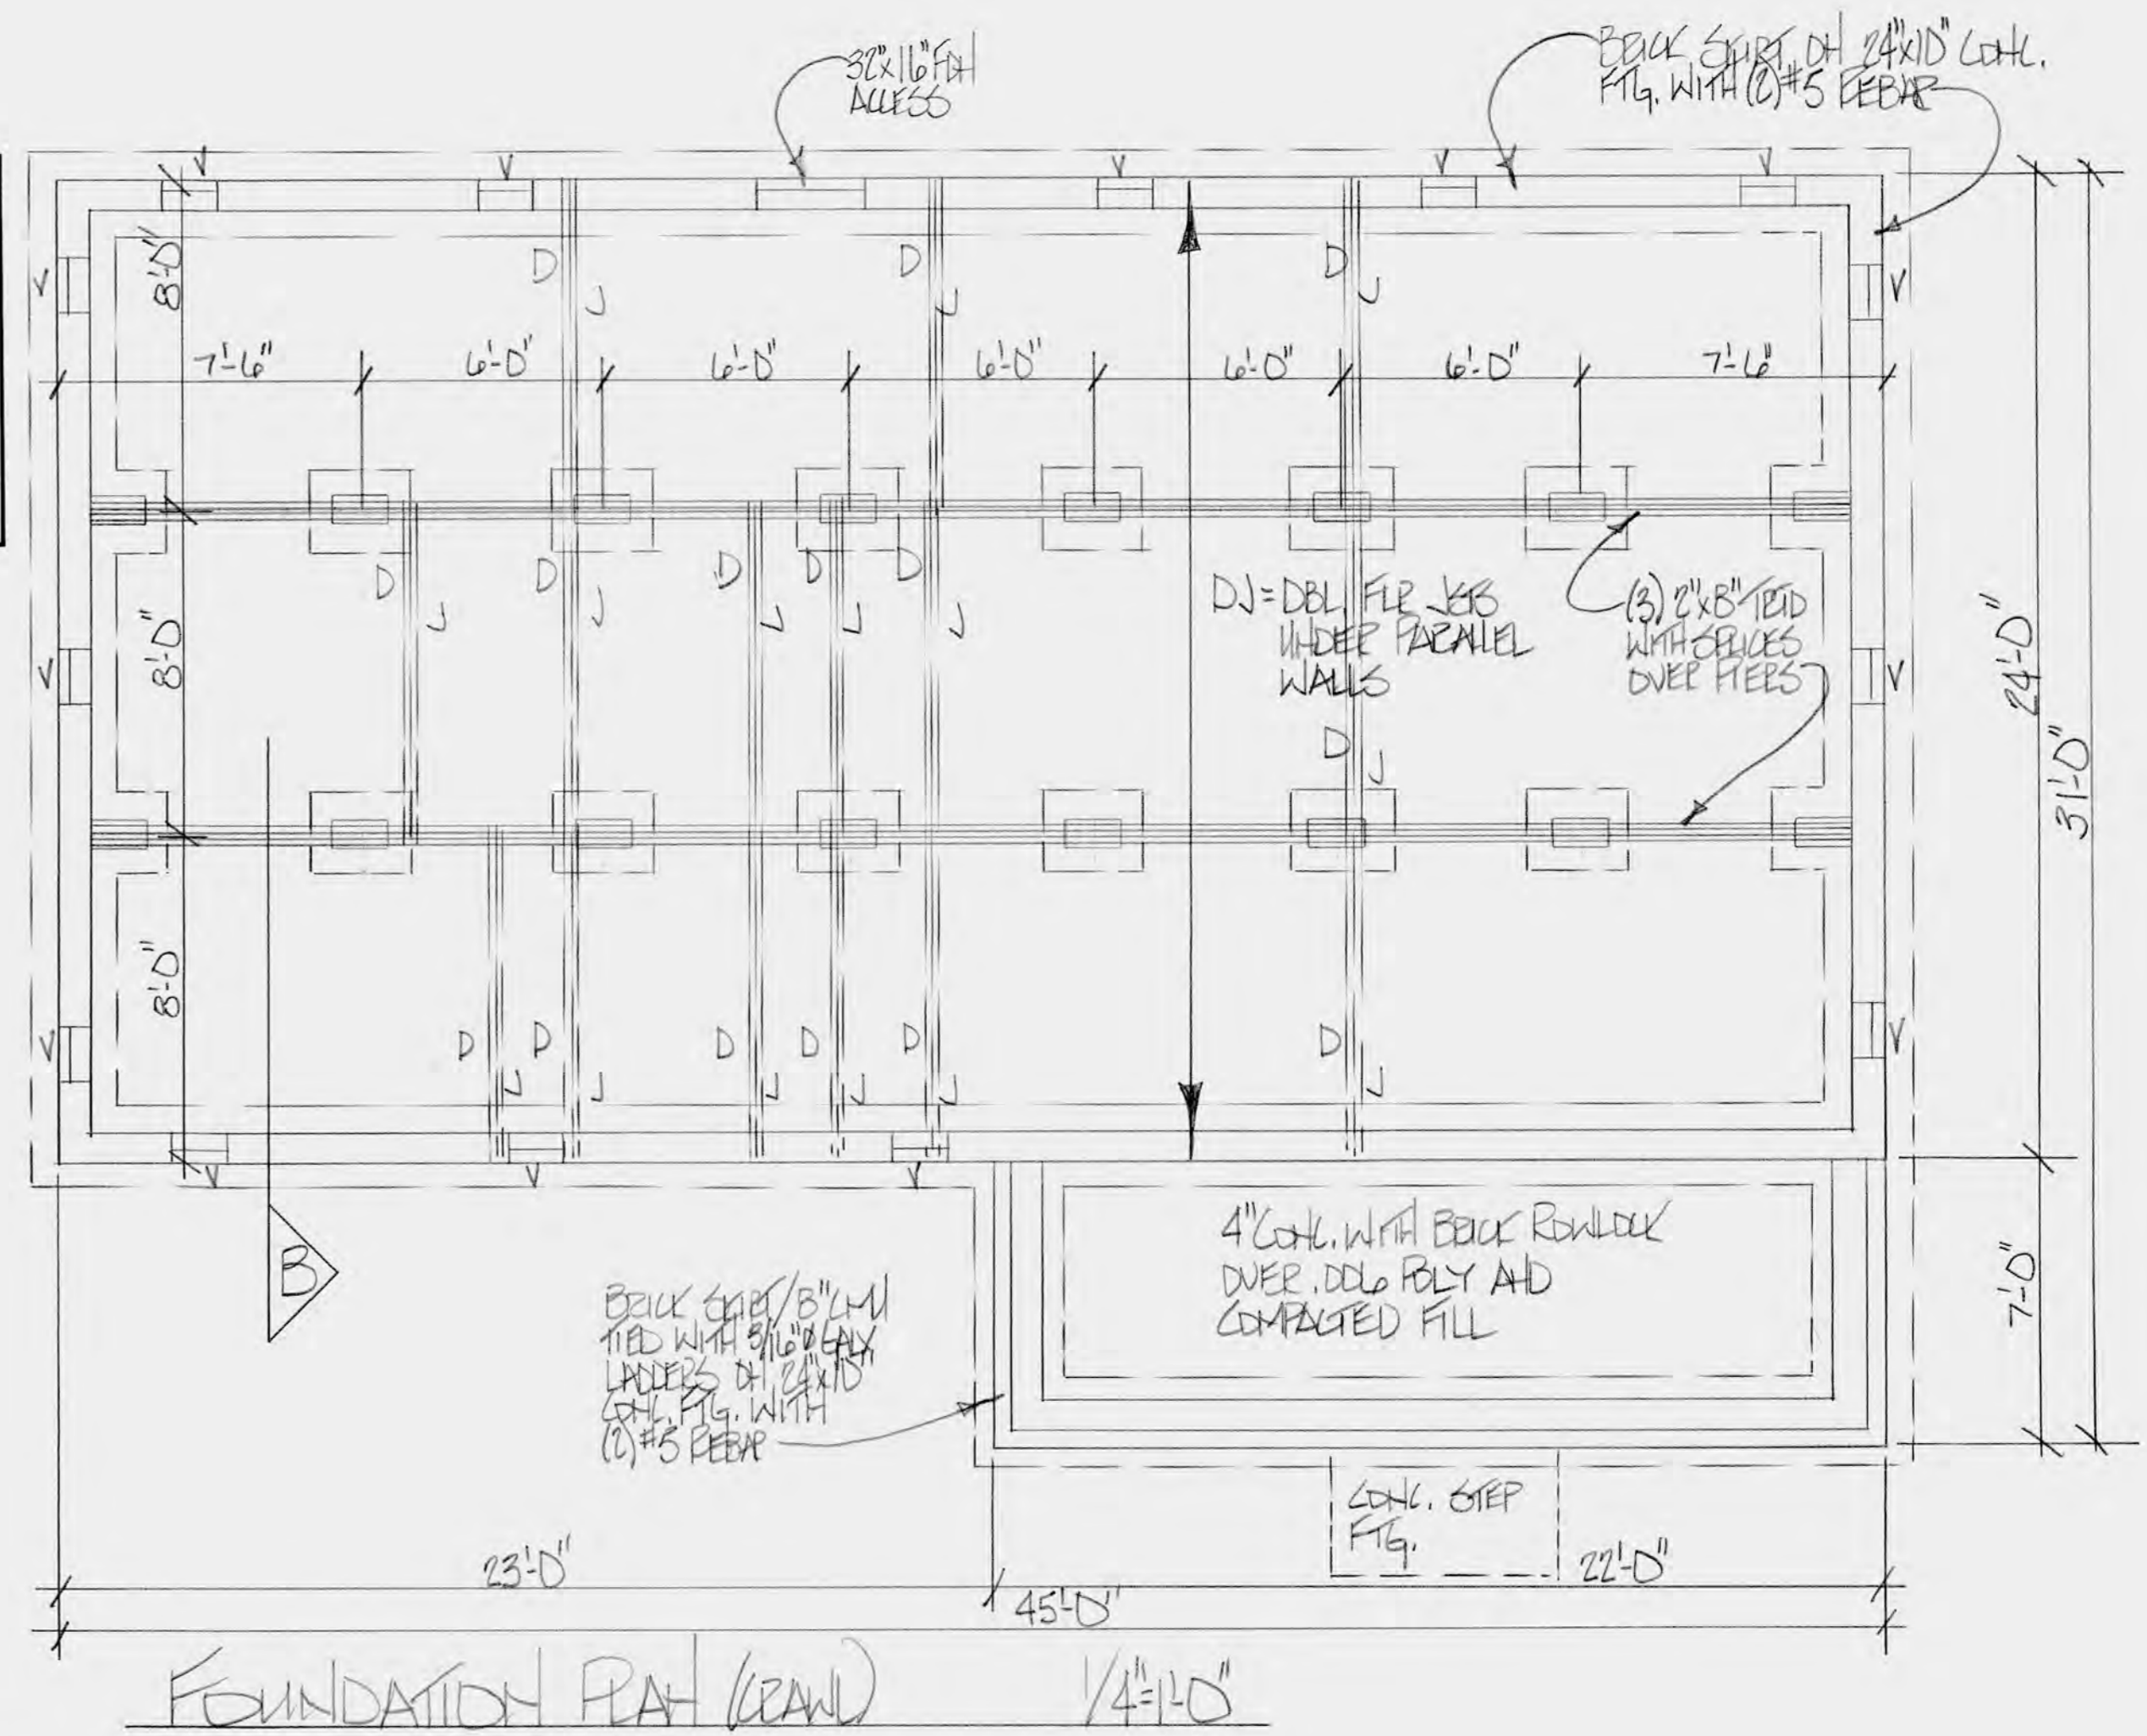 32"x16" FDN
ACCESS
BRICK SKIRT ON 24"x10" CONC.
FTG. WITH (2) #5 REBAR
V
V
V
V
V
8'-0"
D
J
D
J
D
J
V
V
7'-6"
6'-0"
6'-0"
6'-0"
6'-0"
6'-0"
7'-6"
D
J
D
J
D
J
D
J
D
J
8'-0"
DJ=DBL. FLR JSTS
UNDER PARALLEL
WALLS
(3) 2"x8" TRTD
WITH SPLICES
OVER PIERS
24'-0"
31'-0"
V
V
D
J
8'-0"
D
J
D
J
D
J
D
J
D
J
D
J
V
V
V
V
V
B
4" CONC. WITH BRICK ROWLOCK
OVER .006 POLY AND
COMPACTED FILL
7'-0"
BRICK SKIRT/8" CMU
TIED WITH 3/16"Ø GALV.
LADDERS ON 24"x10"
CONC. FTG. WITH
(2) #5 REBAR
CONC. STEP
FTG.
23'-0"
22'-0"
45'-0"
FOUNDATION PLAN (CRAWL) 1/4"=1'-0"